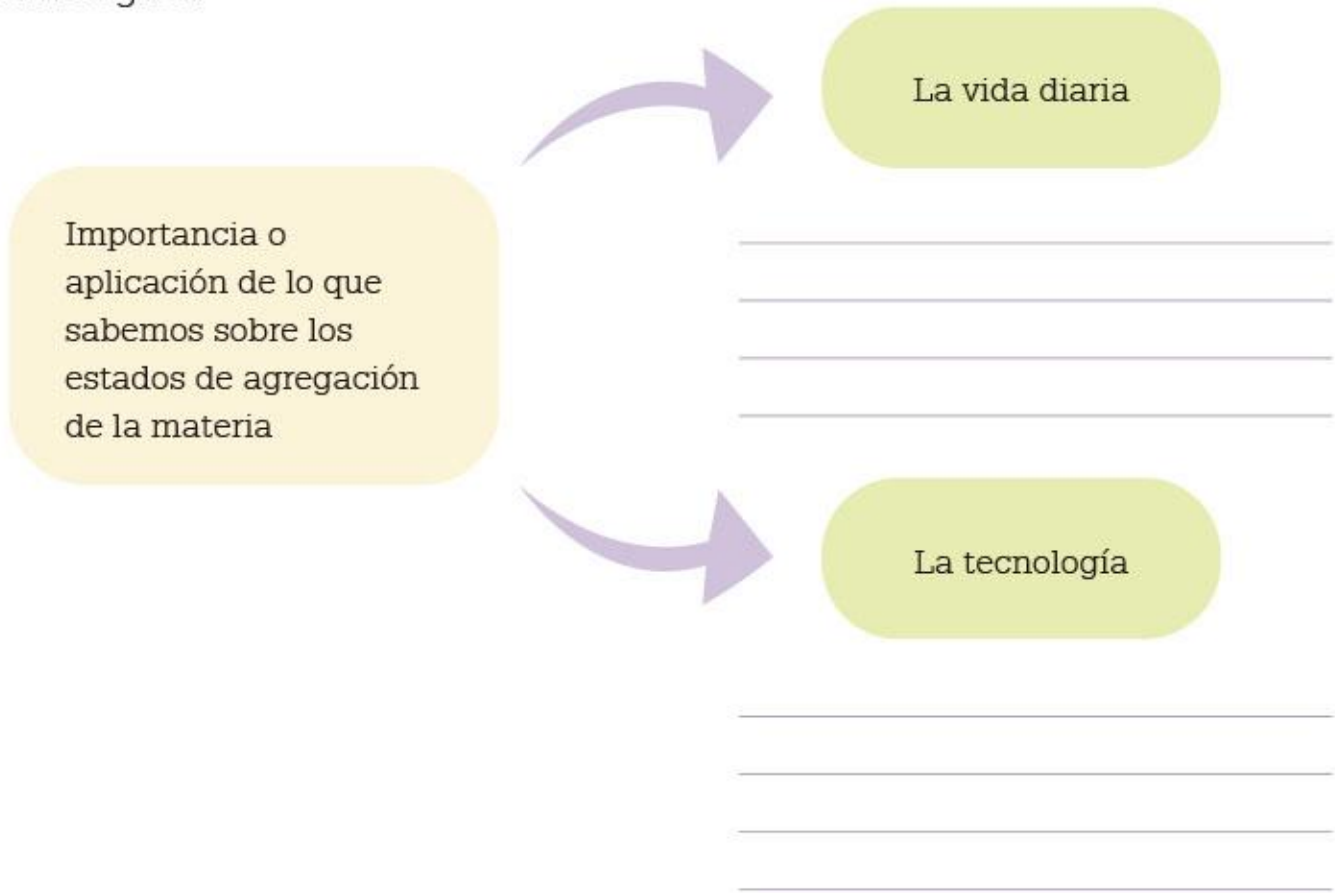 La vida diaria
Importancia o
aplicación de lo que
sabemos sobre los
estados de agregación
de la materia
La tecnología